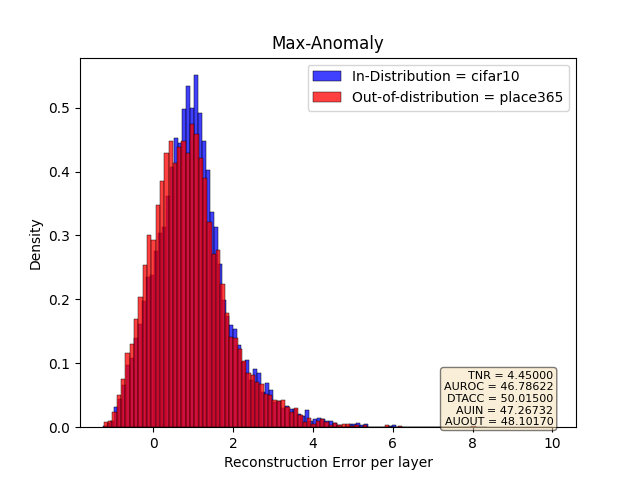 Max-Anomaly
In-Distribution = cifar10
Out-of-distribution = place365
Density
0.5
0.4
0.3
0.2
0.1
0.0
TNR = 4.45000
AUROC = 46.78622
DTACC = 50.01500
AUIN = 47.26732
AUOUT = 48.10170
0 2 4 6 8 10
Reconstruction Error per layer